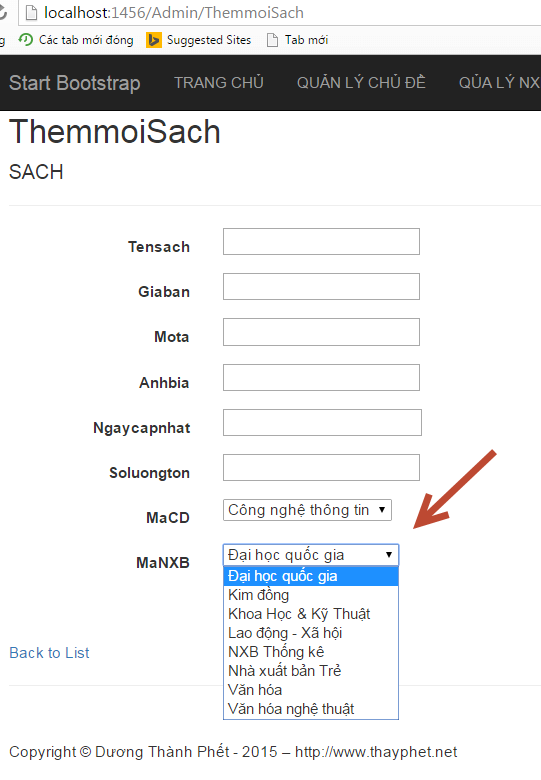 localhost:1456/Admin/ThemmoiSach
g Các tab mới đóng Suggested Sites Tab mới
Start Bootstrap TRANG CHỦ QUẢN LÝ CHỦ ĐỀ QỦA LÝ NX
ThemmoiSach
SACH
Tensach
Giaban
Mota
Anhbia
Ngaycapnhat
Soluongton
MaCD Công nghệ thông tin
MaNXB Đại học quốc gia
Đại học quốc gia
Kim đồng
Khoa Học & Kỹ Thuật
Lao động - Xã hội
NXB Thống kê
Back to List
Nhà xuất bản Trẻ
Văn hóa
Văn hóa nghệ thuật
Copyright © Dương Thành Phết - 2015 – http://www.thayphet.net